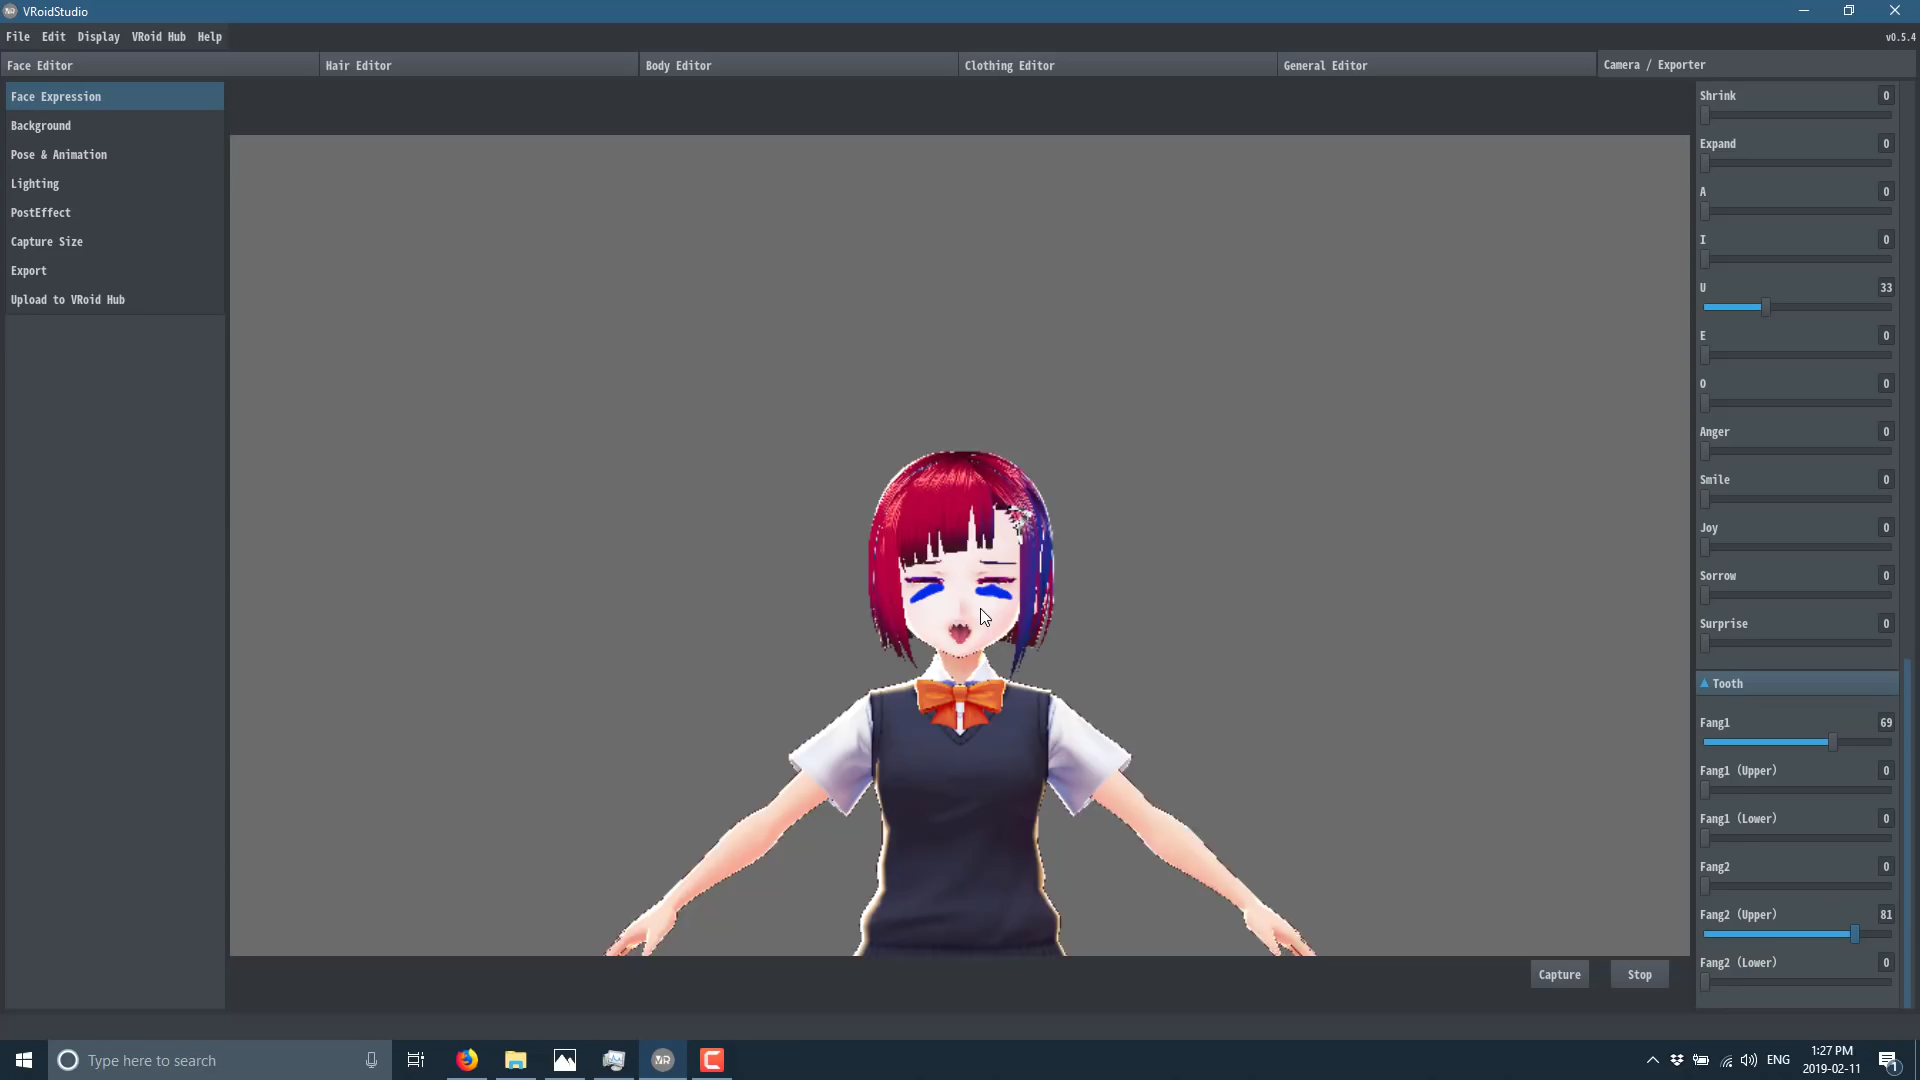 VRoidStudio
File Edit Display VRoid Hub Help
v0.5.4
Face Editor
Hair Editor
Body Editor
Clothing Editor
General Editor
Camera / Exporter
Face Expression
Background
Pose & Animation
Lighting
PostEffect
Capture Size
Export
Upload to VRoid Hub
Shrink 0
Expand 0
A 0
I 0
U 33
E 0
O 0
Anger 0
Smile 0
Joy 0
Sorrow 0
Surprise 0
Tooth
Fang1 69
Fang1 (Upper) 0
Fang1 (Lower) 0
Fang2 0
Fang2 (Upper) 81
Fang2 (Lower) 0
Capture
Stop
Type here to search
ENG
1:27 PM
2019-02-11
1